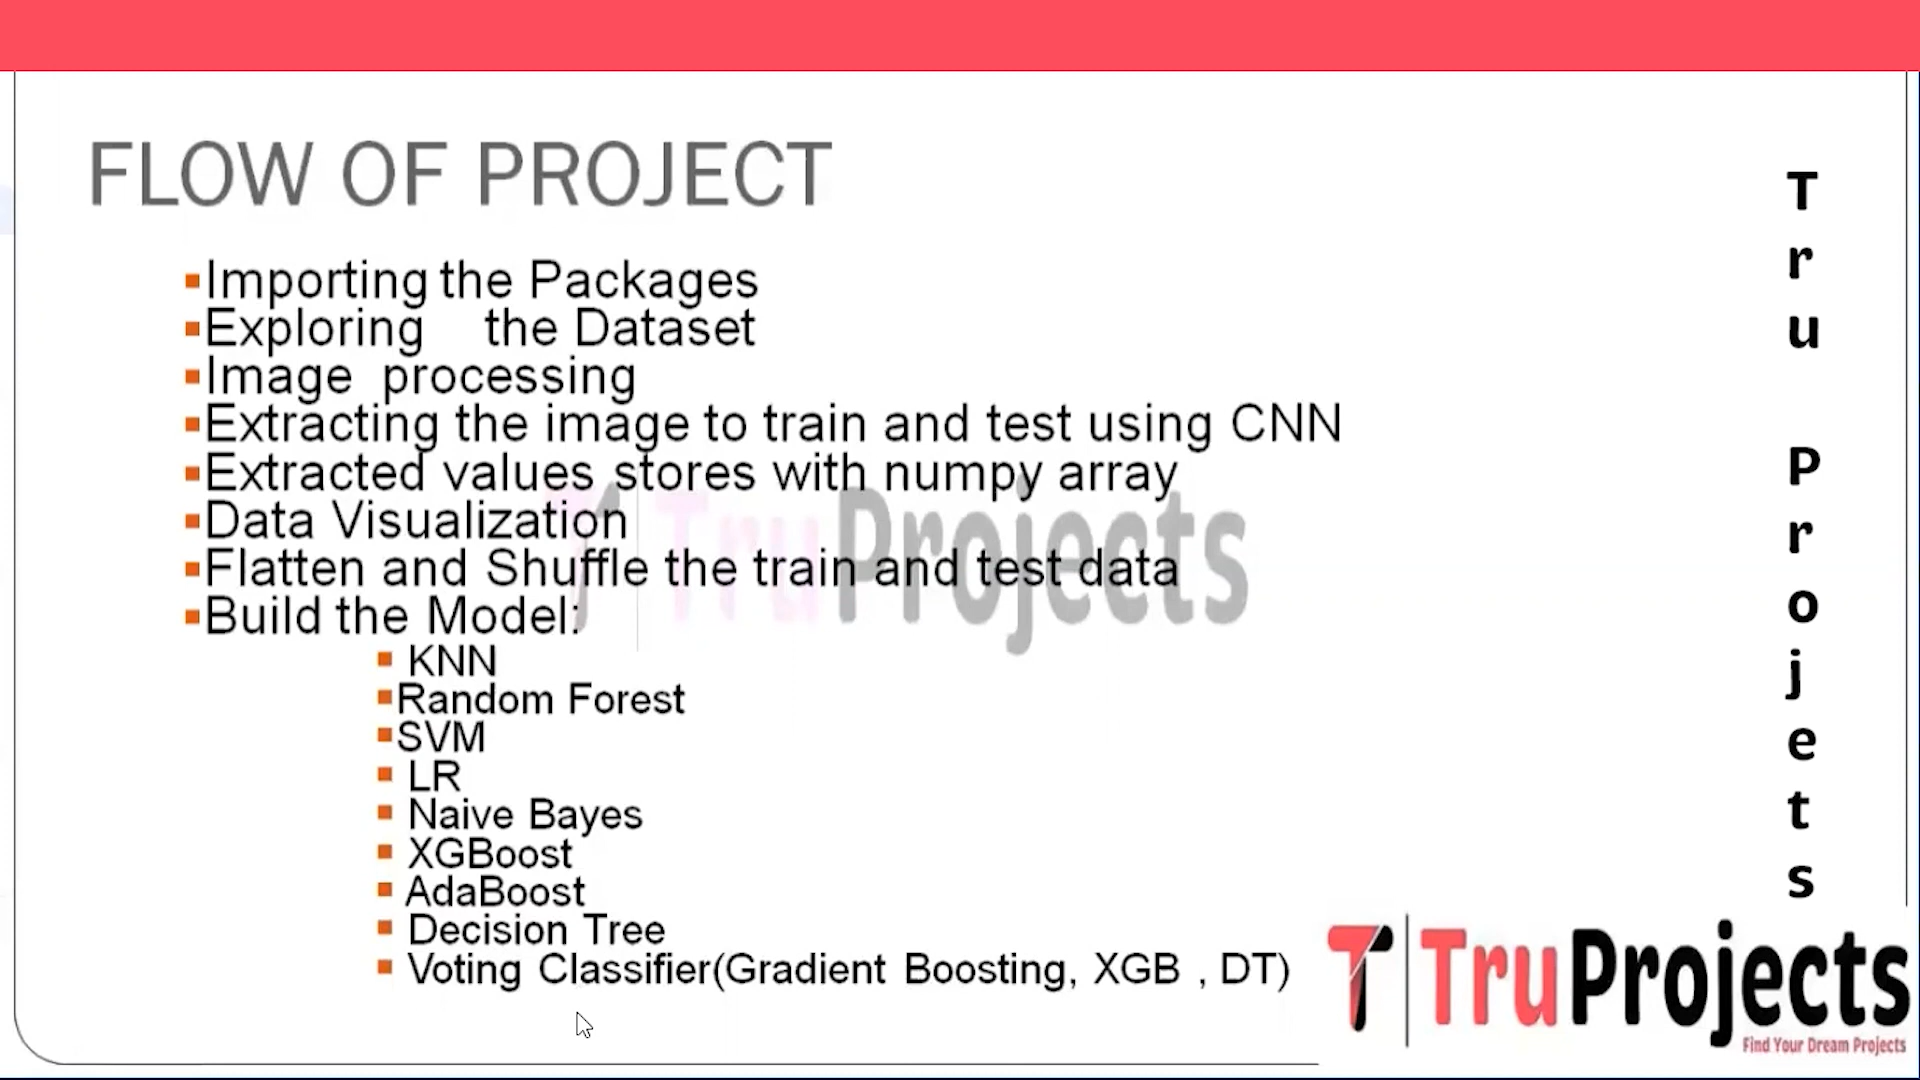 FLOW OF PROJECT
Importing the Packages
Exploring the Dataset
Image processing
Extracting the image to train and test using CNN
Extracted values stores with numpy array
Data Visualization
Flatten and Shuffle the train and test data
Build the Model:
KNN
Random Forest
SVM
LR
Naive Bayes
XGBoost
AdaBoost
Decision Tree
Voting Classifier(Gradient Boosting, XGB , DT)
TruProjects
Tru Projets
TruProjects
Find Your Dream Projects